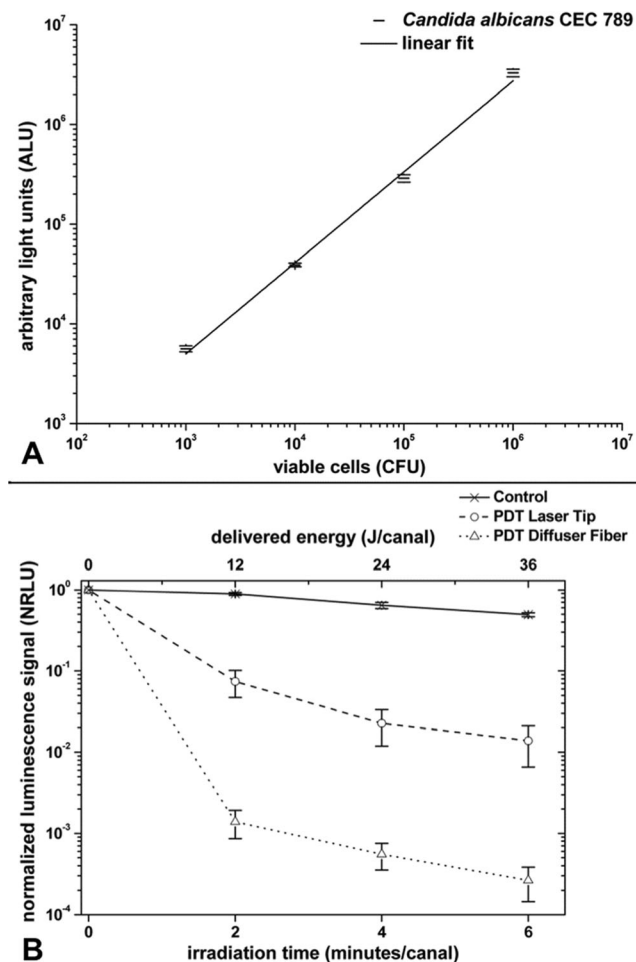 Candida albicans CEC 789
linear fit
arbitrary light units (ALU)
10⁷
10⁶
10⁵
10⁴
10³
10² 10³ 10⁴ 10⁵ 10⁶ 10⁷
viable cells (CFU)
A
Control
PDT Laser Tip
PDT Diffuser Fiber
delivered energy (J/canal)
0 12 24 36
normalized luminescence signal (NRLU)
10⁰
10⁻¹
10⁻²
10⁻³
10⁻⁴
0 2 4 6
irradiation time (minutes/canal)
B